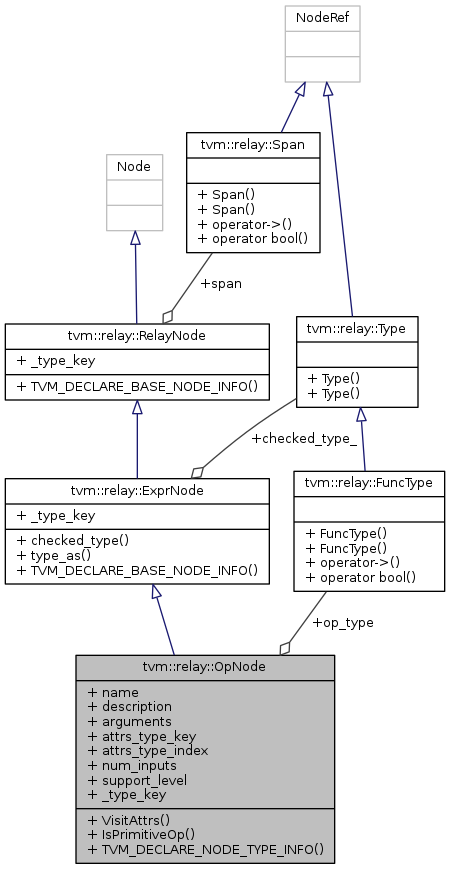 NodeRef
tvm::relay::Span
+ Span()
+ Span()
+ operator->()
+ operator bool()
Node
+span
tvm::relay::RelayNode
+ _type_key
+ TVM_DECLARE_BASE_NODE_INFO()
tvm::relay::Type
+ Type()
+ Type()
+checked_type_
tvm::relay::ExprNode
+ _type_key
+ checked_type()
+ type_as()
+ TVM_DECLARE_BASE_NODE_INFO()
tvm::relay::FuncType
+ FuncType()
+ FuncType()
+ operator->()
+ operator bool()
+op_type
tvm::relay::OpNode
+ name
+ description
+ arguments
+ attrs_type_key
+ attrs_type_index
+ num_inputs
+ support_level
+ _type_key
+ VisitAttrs()
+ IsPrimitiveOp()
+ TVM_DECLARE_NODE_TYPE_INFO()